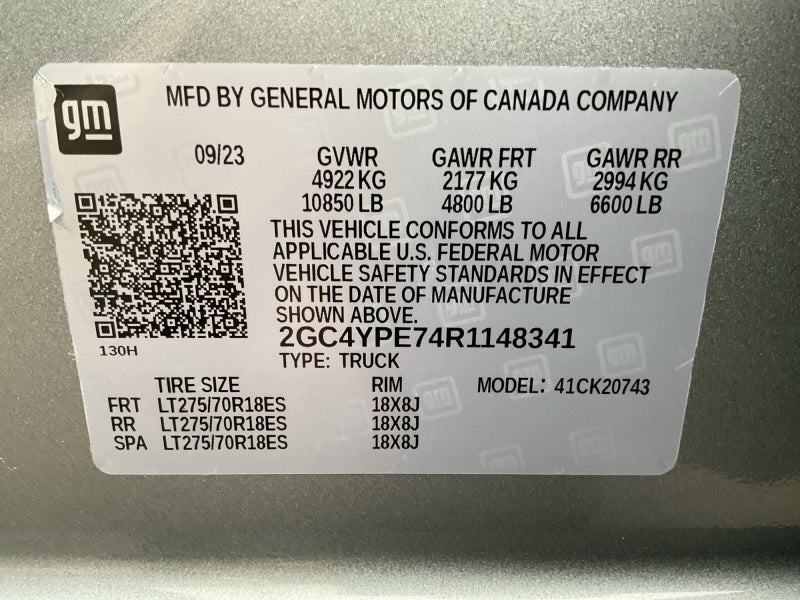 gm
MFD BY GENERAL MOTORS OF CANADA COMPANY
09/23 GVWR GAWR FRT GAWR RR
4922 KG 2177 KG 2994 KG
10850 LB 4800 LB 6600 LB
THIS VEHICLE CONFORMS TO ALL
APPLICABLE U.S. FEDERAL MOTOR
VEHICLE SAFETY STANDARDS IN EFFECT
ON THE DATE OF MANUFACTURE
SHOWN ABOVE.
2GC4YPE74R1148341
130H
TYPE: TRUCK
TIRE SIZE RIM MODEL: 41CK20743
FRT LT275/70R18ES 18X8J
RR LT275/70R18ES 18X8J
SPA LT275/70R18ES 18X8J